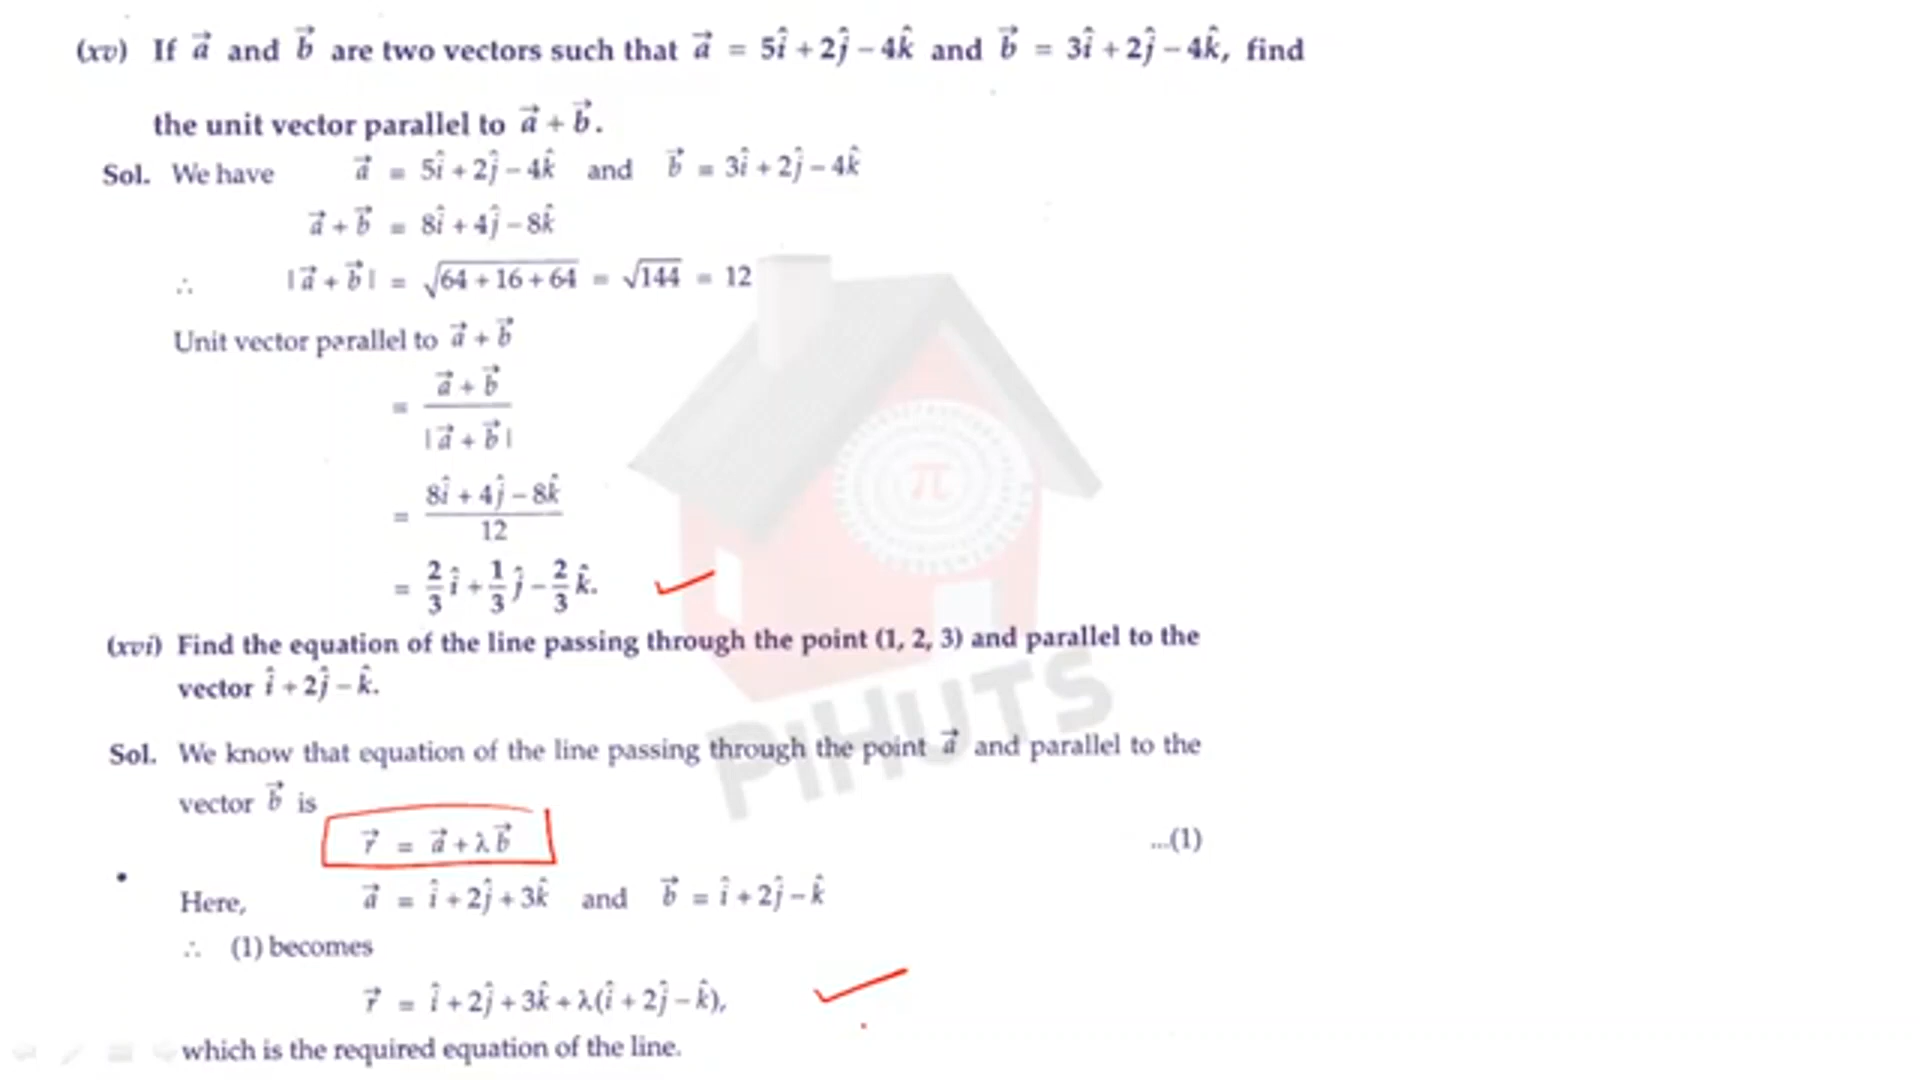 (xv) If a⃗ and b⃗ are two vectors such that a⃗ = 5î + 2ĵ − 4k̂ and b⃗ = 3î + 2ĵ − 4k̂, find
the unit vector parallel to a⃗ + b⃗.
Sol. We have a⃗ = 5î + 2ĵ − 4k̂ and b⃗ = 3î + 2ĵ − 4k̂
a⃗ + b⃗ = 8î + 4ĵ − 8k̂
∴ |a⃗ + b⃗| = √(64 + 16 + 64) = √144 = 12
Unit vector parallel to a⃗ + b⃗
= (a⃗ + b⃗) / |a⃗ + b⃗|
= (8î + 4ĵ − 8k̂) / 12
= 2/3 î + 1/3 ĵ − 2/3 k̂.
(xvi) Find the equation of the line passing through the point (1, 2, 3) and parallel to the
vector î + 2ĵ − k̂.
Sol. We know that equation of the line passing through the point a⃗ and parallel to the
vector b⃗ is
r⃗ = a⃗ + λb⃗ ...(1)
Here, a⃗ = î + 2ĵ + 3k̂ and b⃗ = î + 2ĵ − k̂
∴ (1) becomes
r⃗ = î + 2ĵ + 3k̂ + λ(î + 2ĵ − k̂),
which is the required equation of the line.
π
PIHUTS